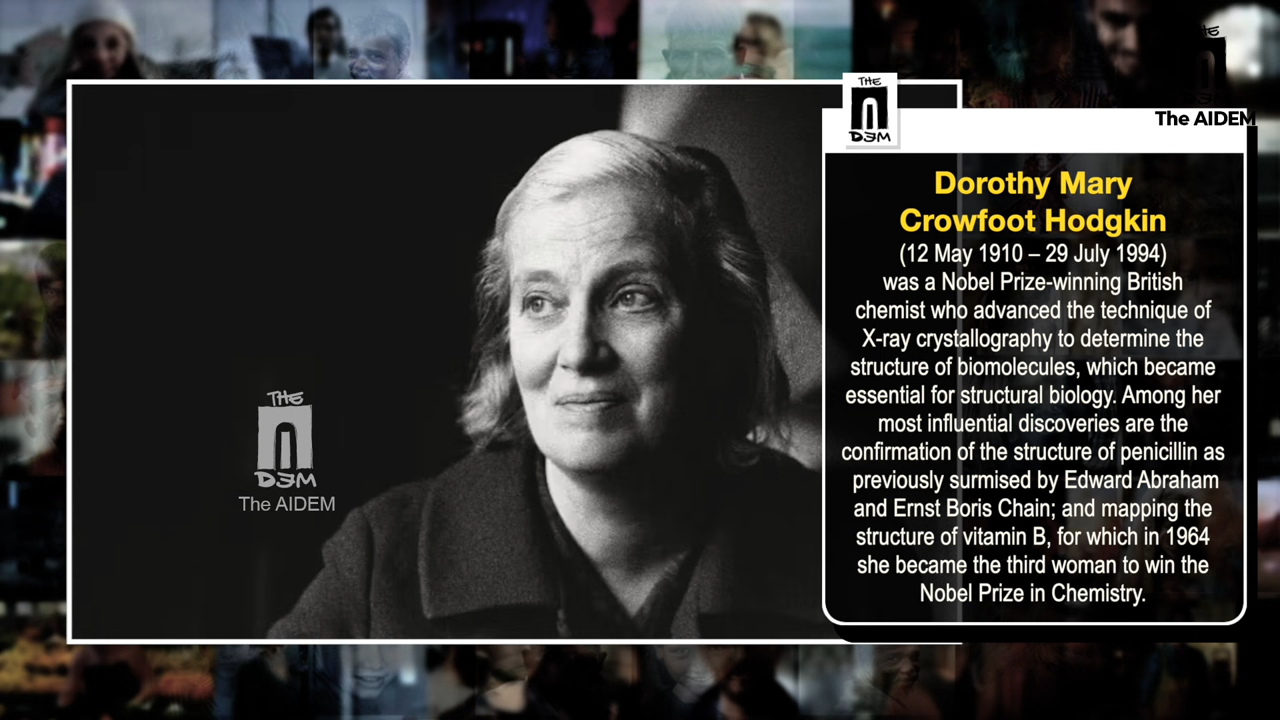 THE
DEM
The AIDEM
Dorothy Mary
Crowfoot Hodgkin
(12 May 1910 – 29 July 1994)
was a Nobel Prize-winning British
chemist who advanced the technique of
X-ray crystallography to determine the
structure of biomolecules, which became
essential for structural biology. Among her
most influential discoveries are the
confirmation of the structure of penicillin as
previously surmised by Edward Abraham
and Ernst Boris Chain; and mapping the
structure of vitamin B, for which in 1964
she became the third woman to win the
Nobel Prize in Chemistry.
THE
DEM
The AIDEM